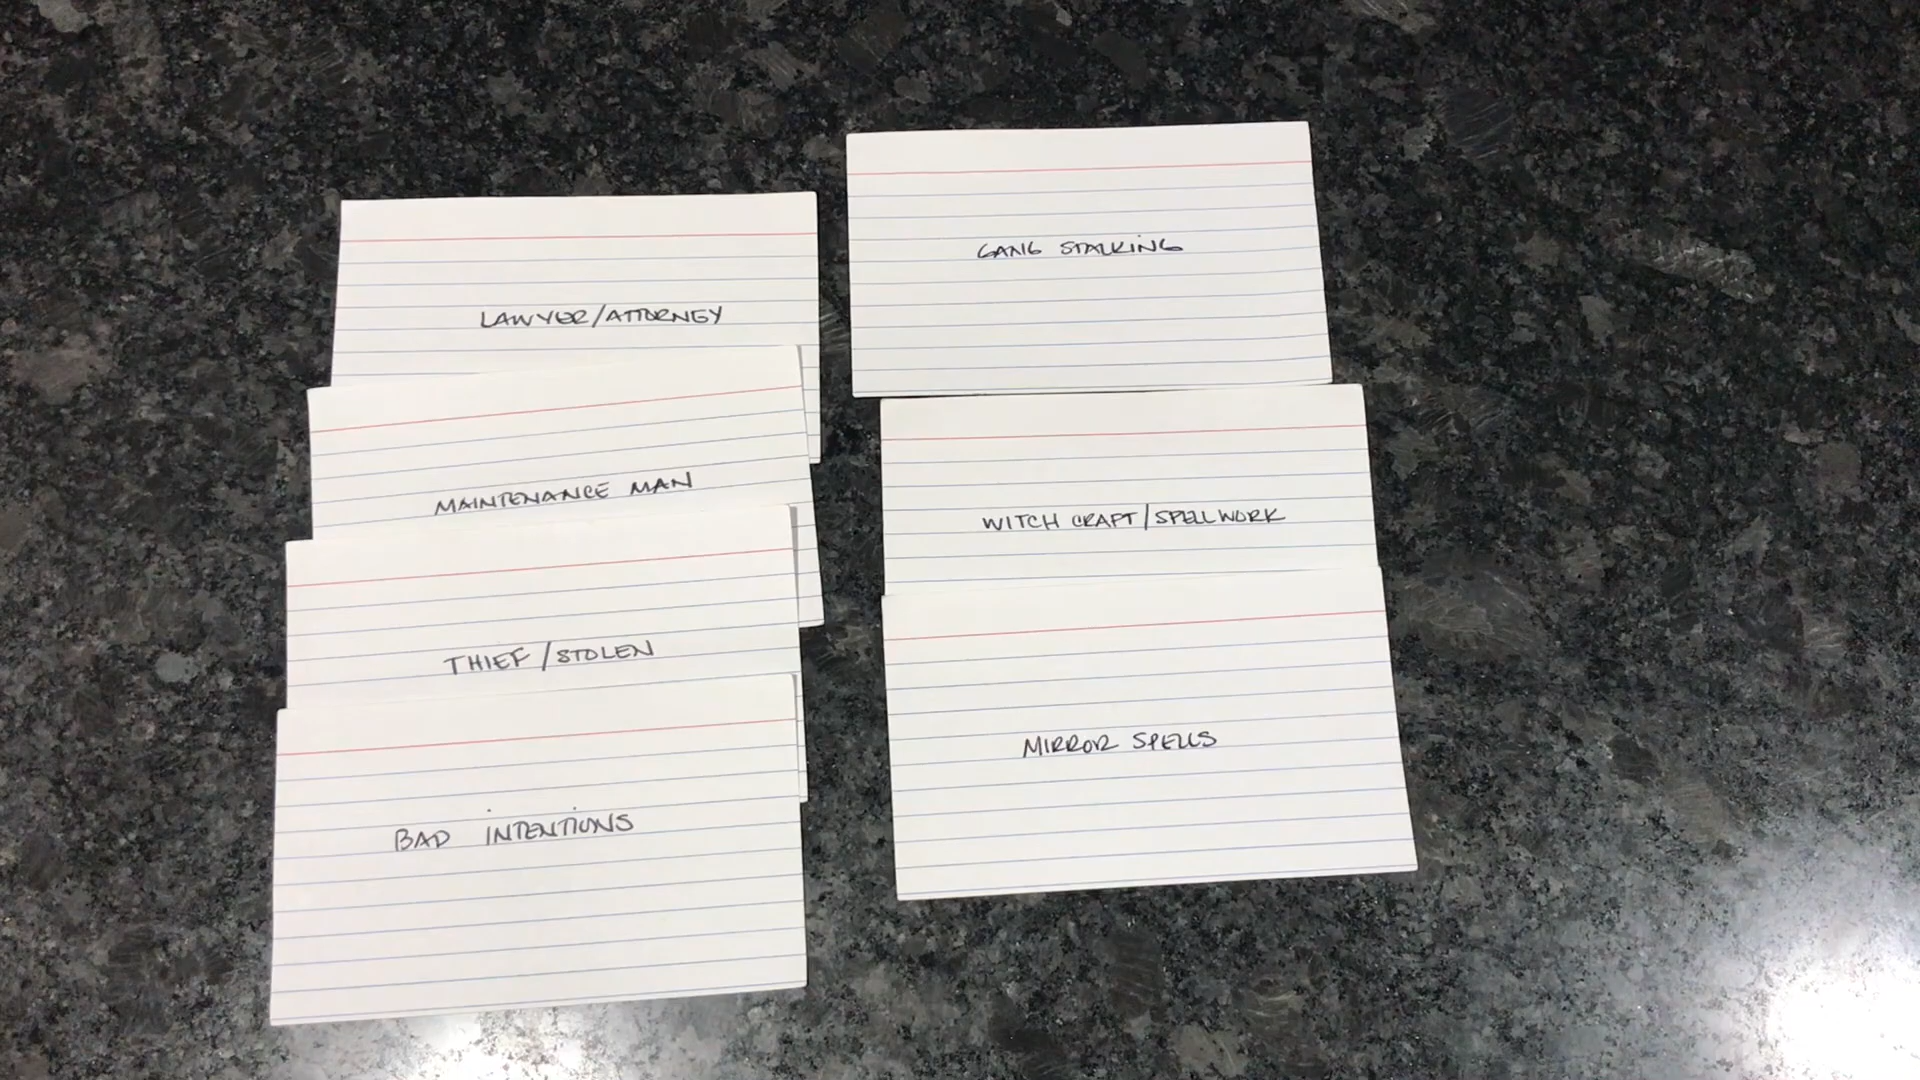 LAWYER/ATTORNEY
MAINTENANCE MAN
THIEF/STOLEN
BAD INTENTIONS
GANG STALKING
WITCH CRAFT/SPELLWORK
MIRROR SPELLS